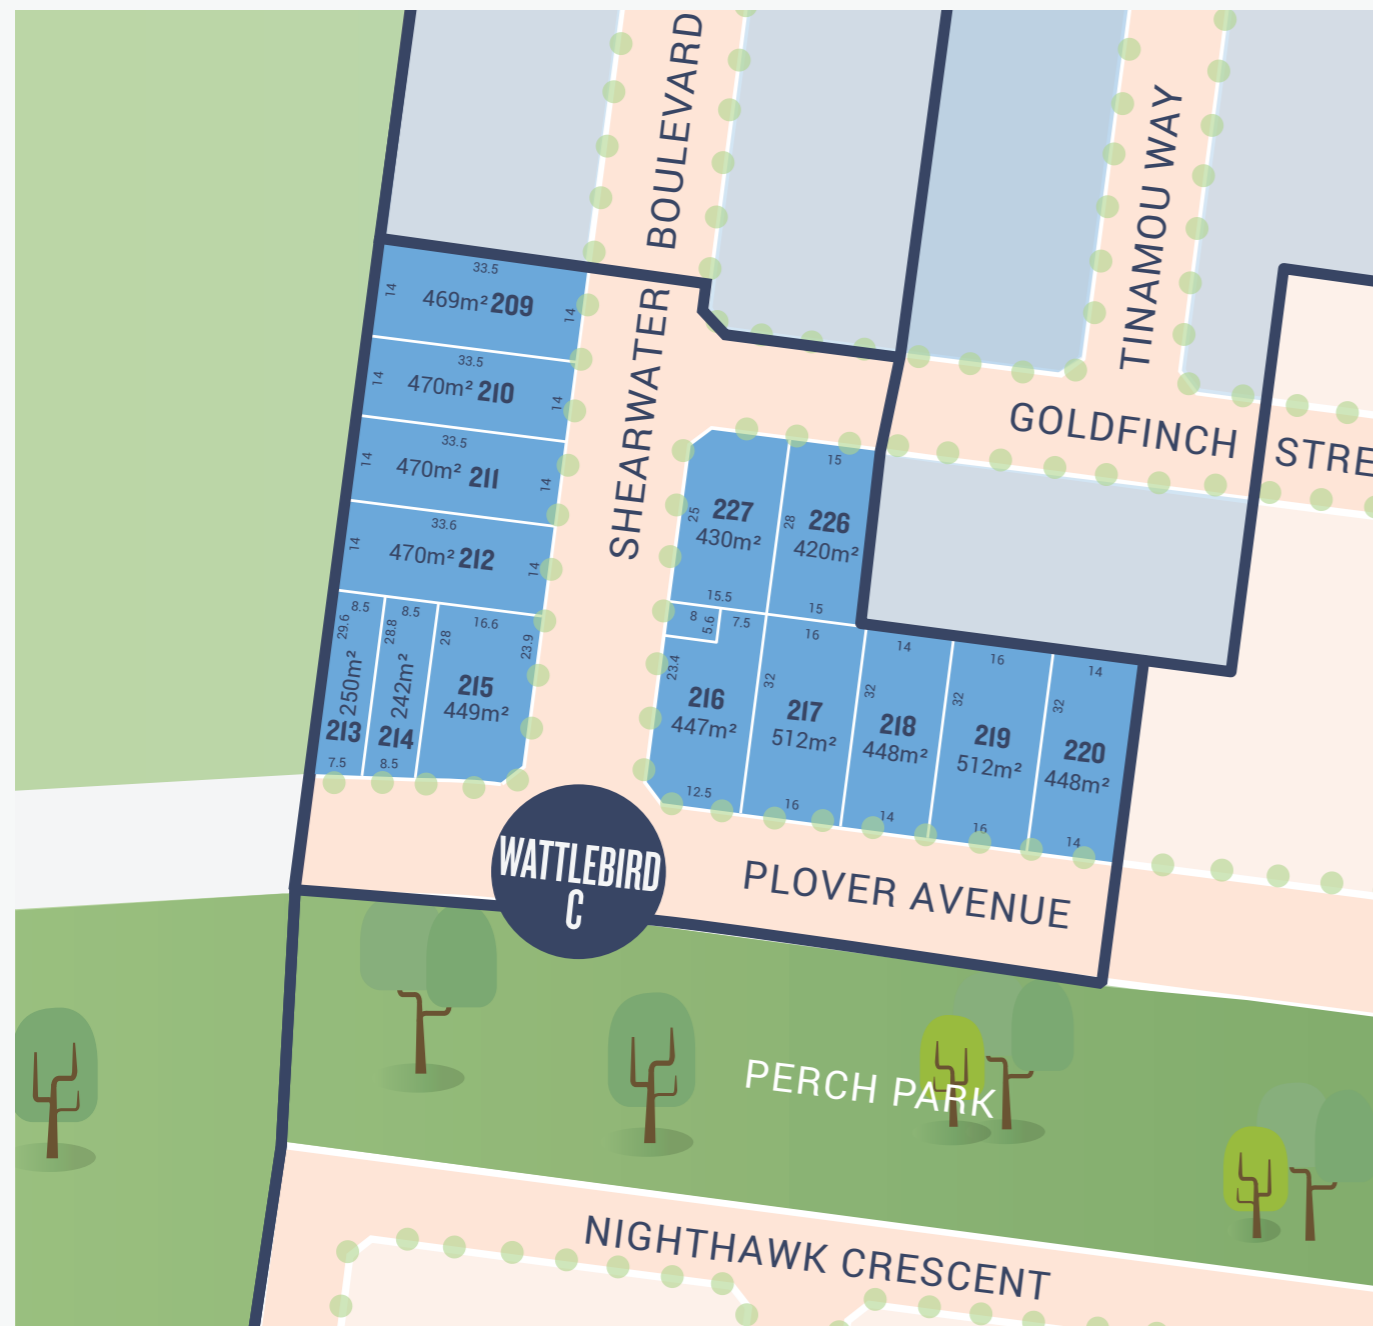 BOULEVARD
TINAMOU WAY
SHEARWATER
GOLDFINCH
STRE
33.5
14
469m² 209
14
33.5
14
470m² 210
14
33.5
14
470m² 211
14
33.6
14
470m² 212
14
8.5
29.6
250m²
213
7.5
8.5
28.8
242m²
214
8.5
16.6
28
23.9
215
449m²
25
227
430m²
15.5
15
28
226
420m²
15
8
5.6
7.5
23.4
216
447m²
12.5
16
32
217
512m²
16
14
32
218
448m²
14
16
32
219
512m²
16
14
32
220
448m²
14
WATTLEBIRD
C
PLOVER AVENUE
PERCH PARK
NIGHTHAWK CRESCENT